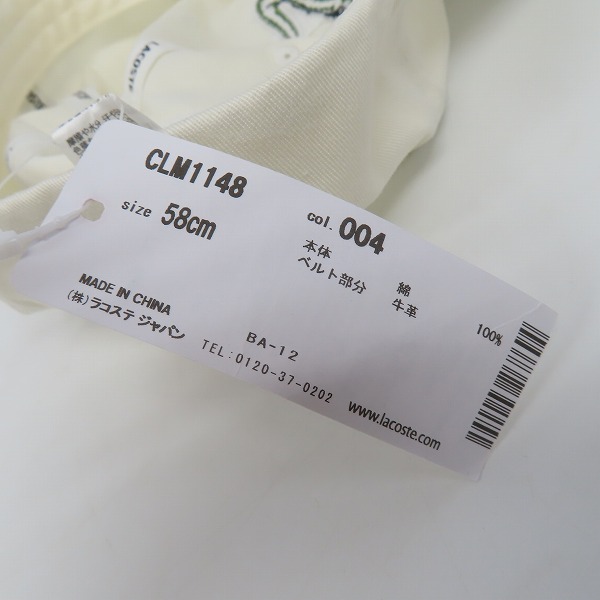 LACOSTE
CLM1148
size 58cm
col. 004
本体 綿 100%
ベルト部分 牛革
MADE IN CHINA
(株)ラコステ ジャパン
BA-12
TEL:0120-37-0202
www.lacoste.com